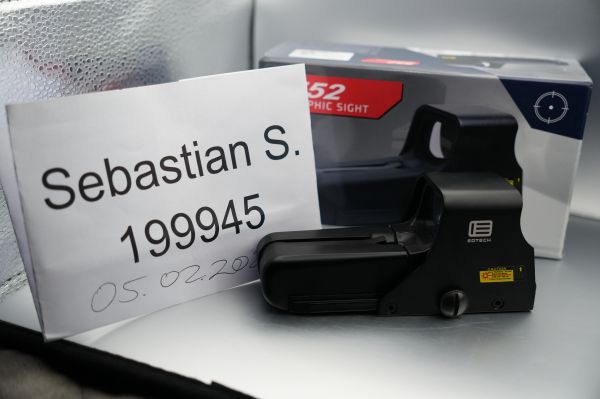 Sebastian S.
199945
05.02.20
52
PHIC SIGHT
EOTECH